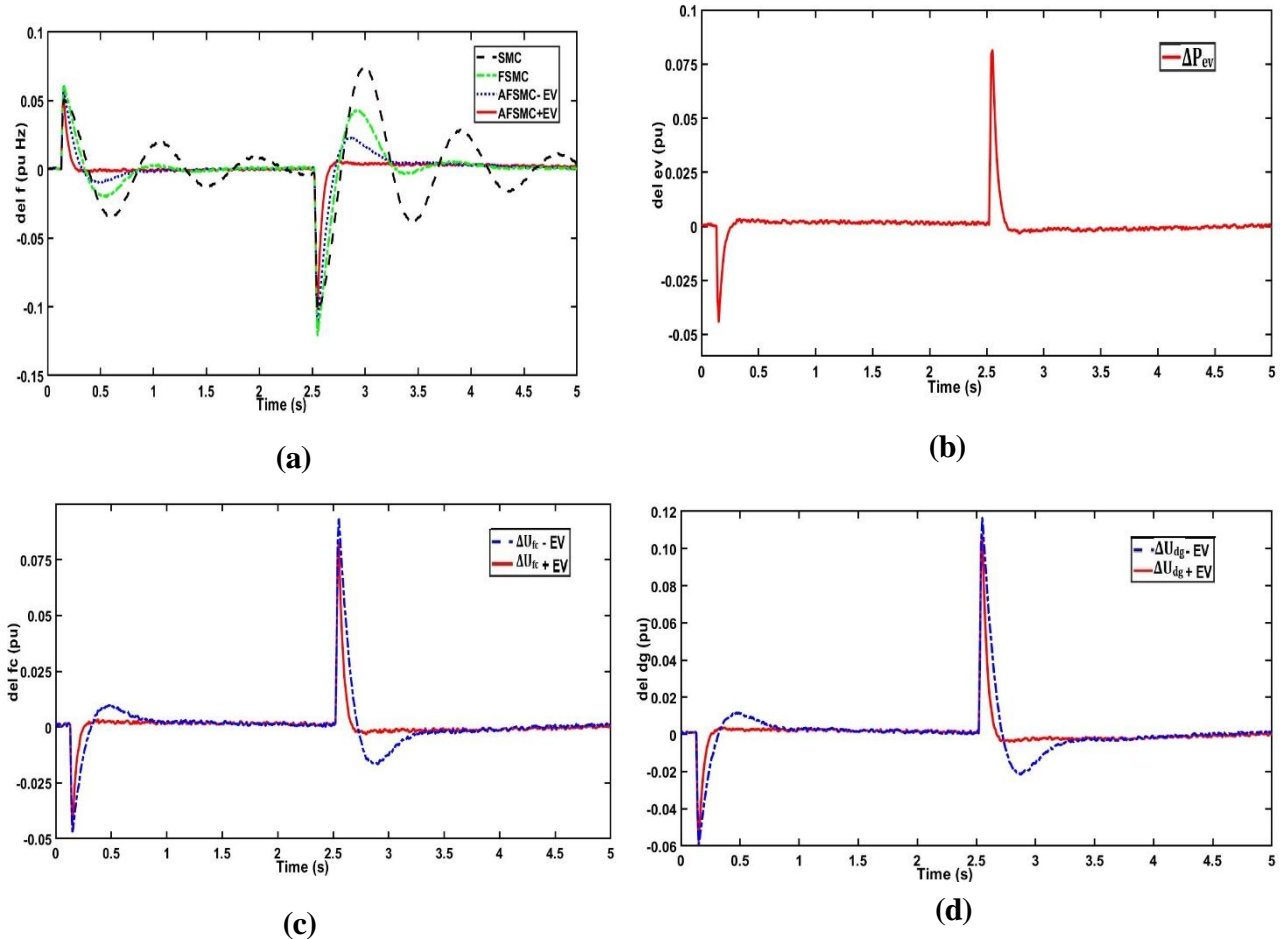 0.1
0.05
0
-0.05
-0.1
-0.15
del f (pu Hz)
SMC
FSMC
AFSMC- EV
AFSMC+EV
0 0.5 1 1.5 2 2.5 3 3.5 4 4.5 5
Time (s)
(a)
0.1
0.075
0.05
0.025
0
-0.025
-0.05
del ev (pu)
ΔPev
0 0.5 1 1.5 2 2.5 3 3.5 4 4.5 5
Time (s)
(b)
0.075
0.05
0.025
0
-0.025
-0.05
del fc (pu)
ΔUfc - EV
ΔUfc + EV
0 0.5 1 1.5 2 2.5 3 3.5 4 4.5 5
Time (s)
(c)
0.12
0.10
0.08
0.06
0.04
0.02
0
-0.02
-0.04
-0.06
del dg (pu)
ΔUdg- EV
ΔUdg + EV
0 0.5 1 1.5 2 2.5 3 3.5 4 4.5 5
Time (s)
(d)